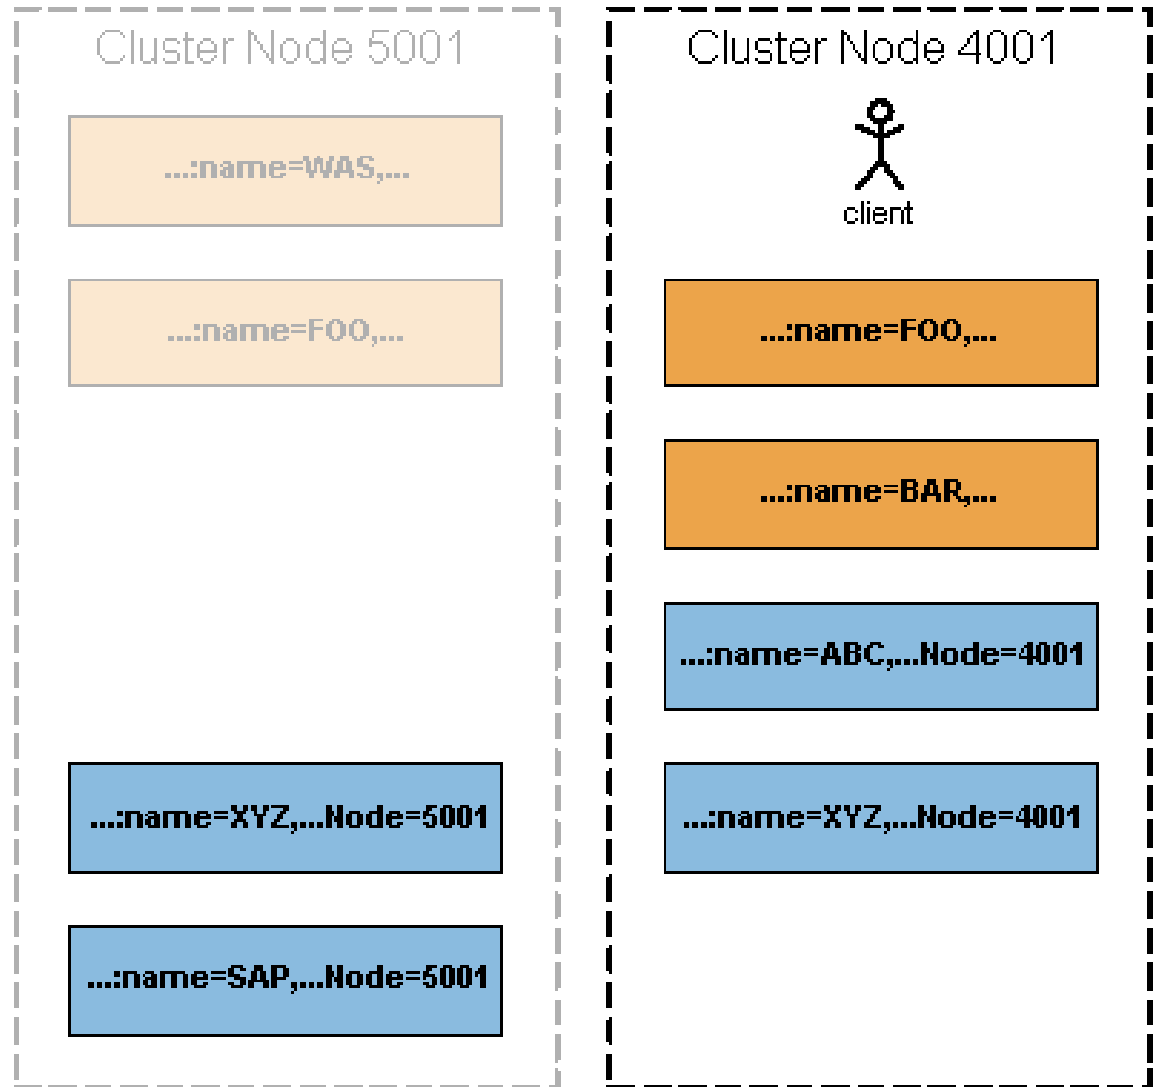 Cluster Node 5001
...:name=WAS,...
...:name=FOO,...
...:name=XYZ,...Node=5001
...:name=SAP,...Node=5001
Cluster Node 4001
client
...:name=FOO,...
...:name=BAR,...
...:name=ABC,...Node=4001
...:name=XYZ,...Node=4001